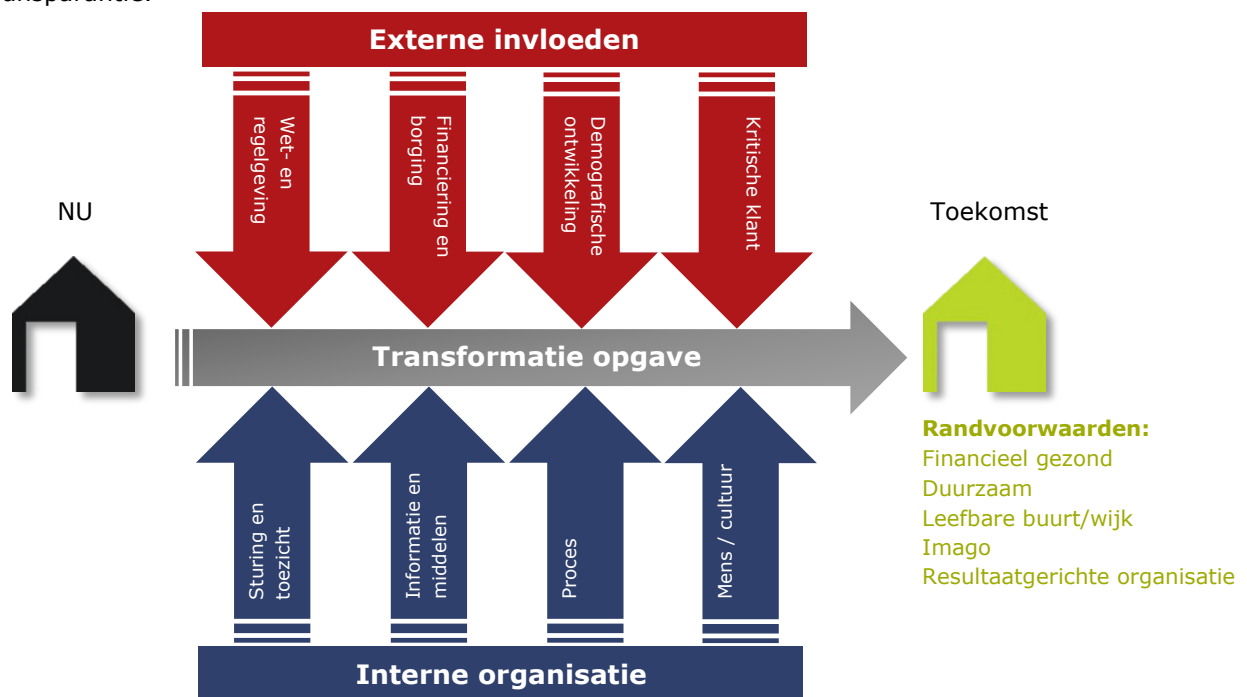 Externe invloeden
Wet- en
regelgeving
Financiering en
borging
Demografische
ontwikkeling
Kritische klant
NU
Toekomst
Transformatie opgave
Randvoorwaarden:
Financieel gezond
Duurzaam
Leefbare buurt/wijk
Imago
Resultaatgerichte organisatie
Sturing en
toezicht
Informatie en
middelen
Proces
Mens / cultuur
Interne organisatie